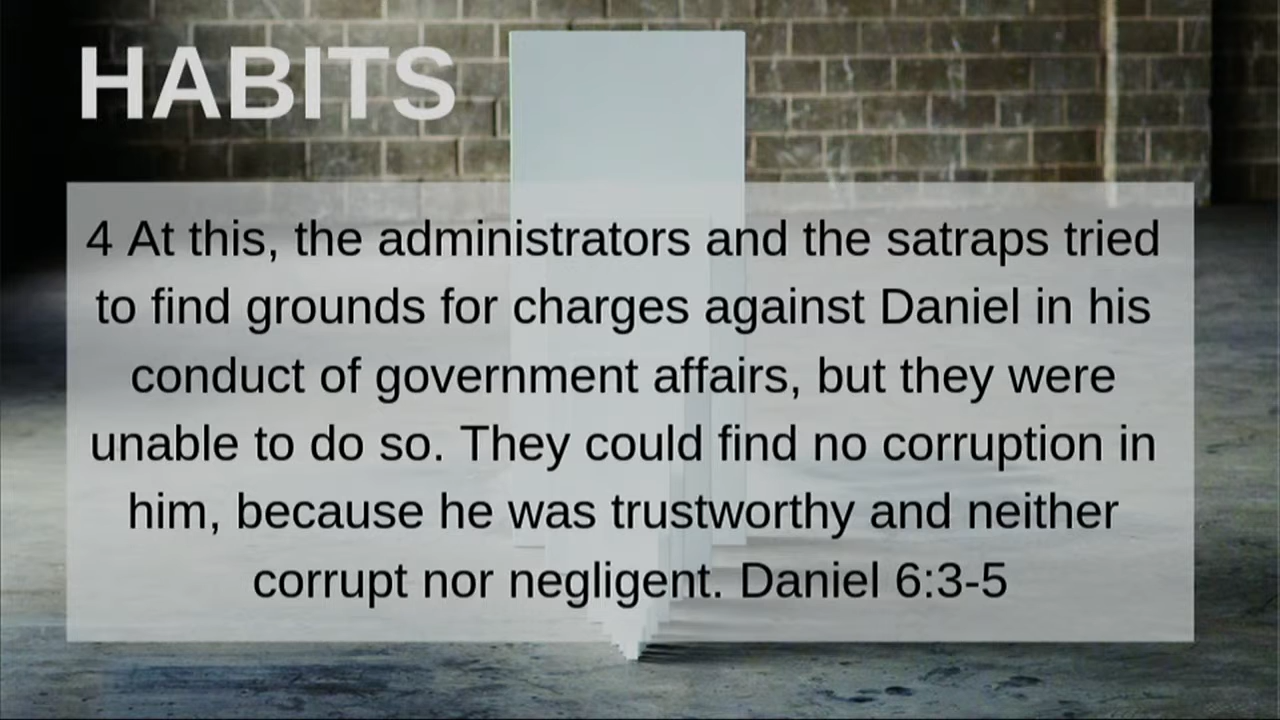 HABITS
4 At this, the administrators and the satraps tried
to find grounds for charges against Daniel in his
conduct of government affairs, but they were
unable to do so. They could find no corruption in
him, because he was trustworthy and neither
corrupt nor negligent. Daniel 6:3-5